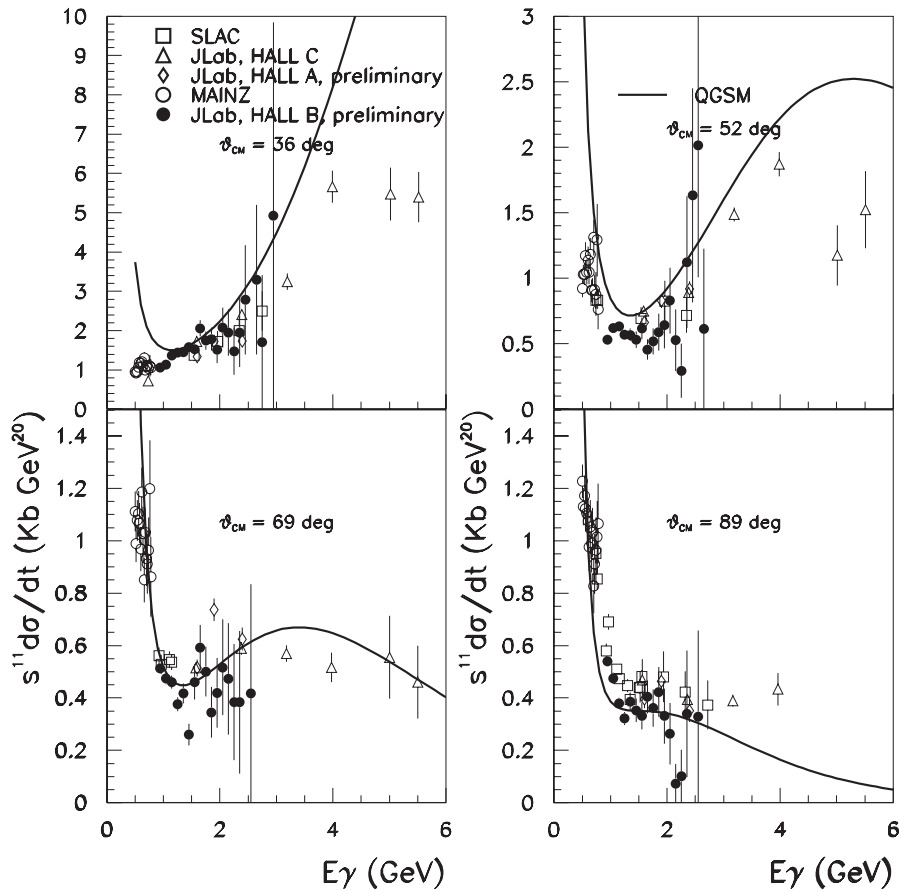 10
9
8
7
6
5
4
3
2
1
0
SLAC
JLab, HALL C
JLab, HALL A, preliminary
MAINZ
JLab, HALL B, preliminary
ϑCM = 36 deg
3
2.5
2
1.5
1
0.5
0
QGSM
ϑCM = 52 deg
s¹¹dσ/dt (Kb GeV²⁰)
1.4
1.2
1
0.8
0.6
0.4
0.2
0
ϑCM = 69 deg
0 2 4 6
Eγ (GeV)
s¹¹dσ/dt (Kb GeV²⁰)
1.4
1.2
1
0.8
0.6
0.4
0.2
0
ϑCM = 89 deg
0 2 4 6
Eγ (GeV)